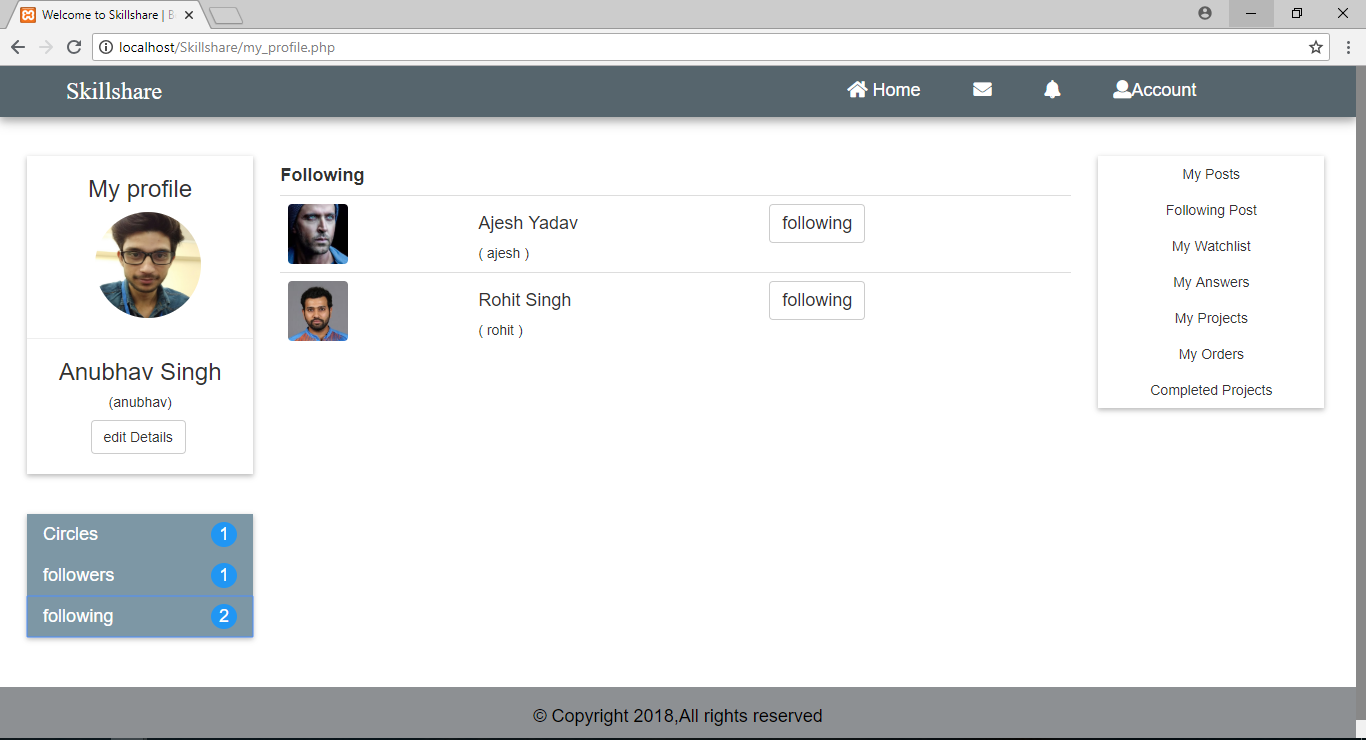 Welcome to Skillshare | B
localhost/Skillshare/my_profile.php
Skillshare
Home
Account
My profile
Anubhav Singh
(anubhav)
edit Details
Circles 1
followers 1
following 2
Following
Ajesh Yadav
( ajesh )
following
Rohit Singh
( rohit )
following
My Posts
Following Post
My Watchlist
My Answers
My Projects
My Orders
Completed Projects
© Copyright 2018,All rights reserved